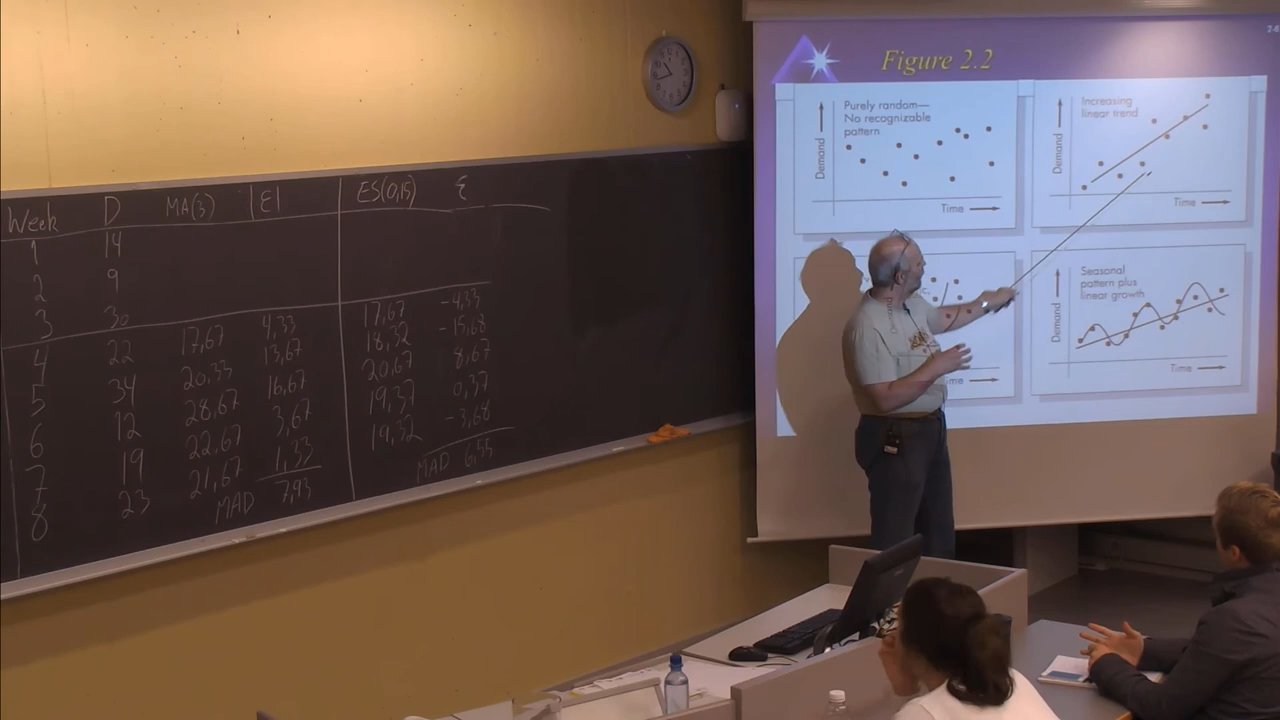 Week D MA(3) |ε| ES(0,15) ε
1 14
2 9
3 30
4 22 17,67 4,33 17,67 -4,33
5 34 20,33 13,67 18,32 -15,68
6 12 28,67 16,67 20,67 8,67
7 19 22,67 3,67 19,37 0,37
8 23 21,67 1,33 19,32 -3,68
MAD 7,93 MAD 6,55
Figure 2.2
Purely random—
No recognizable
pattern
Demand
Time
Increasing
linear trend
Demand
Time
Demand
Seasonal
pattern plus
linear growth
Demand
Time